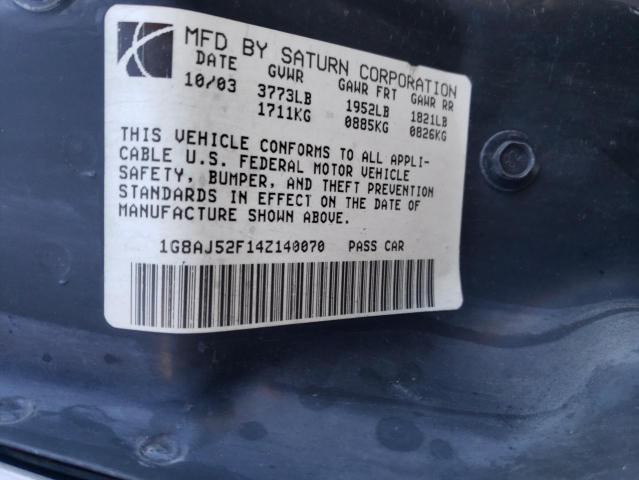 MFD BY SATURN CORPORATION
DATE GVWR GAWR FRT GAWR RR
10/03 3773LB 1952LB 1821LB
1711KG 0885KG 0826KG
THIS VEHICLE CONFORMS TO ALL APPLI-
CABLE U.S. FEDERAL MOTOR VEHICLE
SAFETY, BUMPER, AND THEFT PREVENTION
STANDARDS IN EFFECT ON THE DATE OF
MANUFACTURE SHOWN ABOVE.
1G8AJ52F14Z140070 PASS CAR